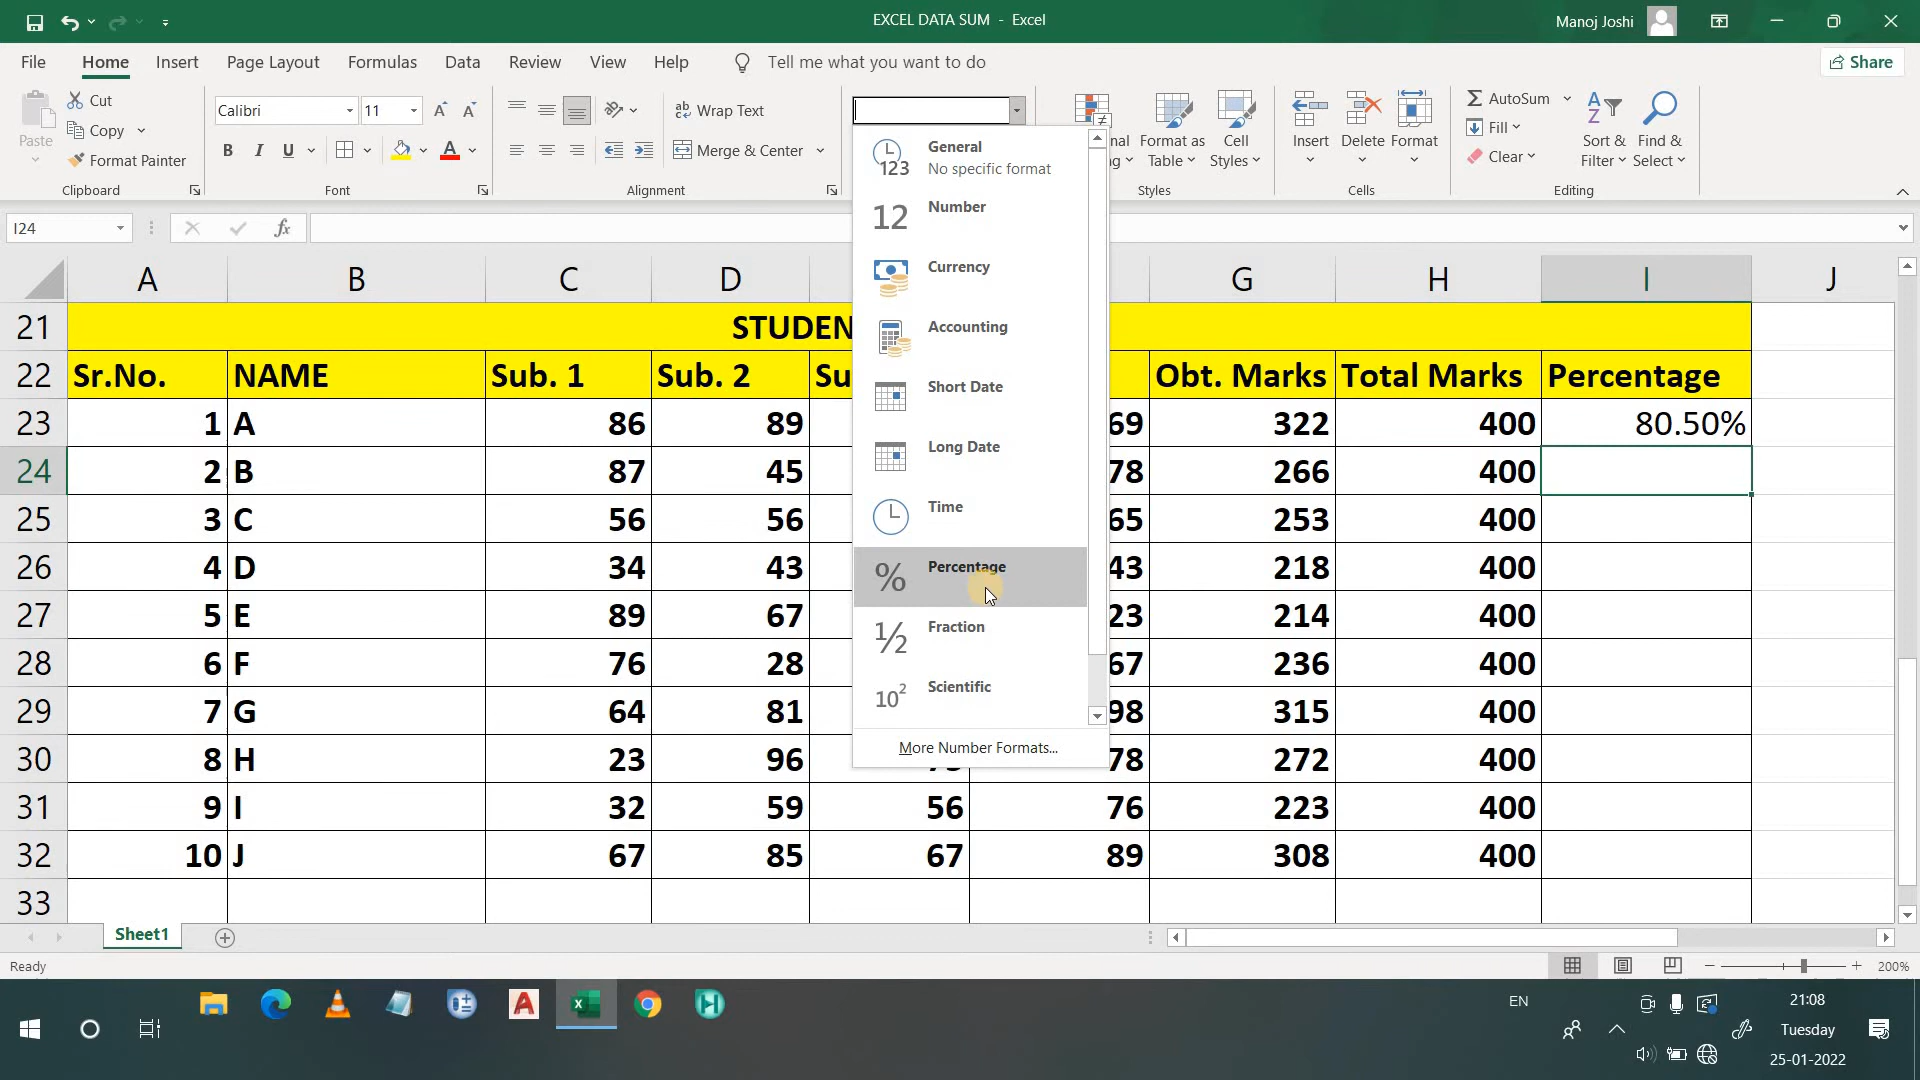 EXCEL DATA SUM - Excel
Manoj Joshi
File Home Insert Page Layout Formulas Data Review View Help Tell me what you want to do
Share
Paste
Cut
Copy
Format Painter
Clipboard
Calibri 11 A A
B I U A
Font
ab Wrap Text
Merge & Center
Alignment
General
No specific format
Number
Currency
Accounting
Short Date
Long Date
Time
Percentage
Fraction
Scientific
More Number Formats...
nal Format as Cell
ng Table Styles
Styles
Insert Delete Format
Cells
AutoSum
Fill
Clear
Sort & Find &
Filter Select
Editing
I24
fx
A B C D G H I J
21 STUDEN
22 Sr.No. NAME Sub. 1 Sub. 2 Su Obt. Marks Total Marks Percentage
23 1 A 86 89 69 322 400 80.50%
24 2 B 87 45 78 266 400
25 3 C 56 56 65 253 400
26 4 D 34 43 43 218 400
27 5 E 89 67 23 214 400
28 6 F 76 28 67 236 400
29 7 G 64 81 98 315 400
30 8 H 23 96 78 272 400
31 9 I 32 59 56 76 223 400
32 10 J 67 85 67 89 308 400
33
Sheet1
Ready
200%
EN
21:08
Tuesday
25-01-2022